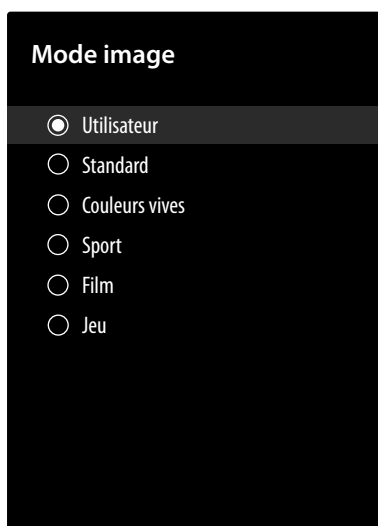 Mode image
Utilisateur
Standard
Couleurs vives
Sport
Film
Jeu